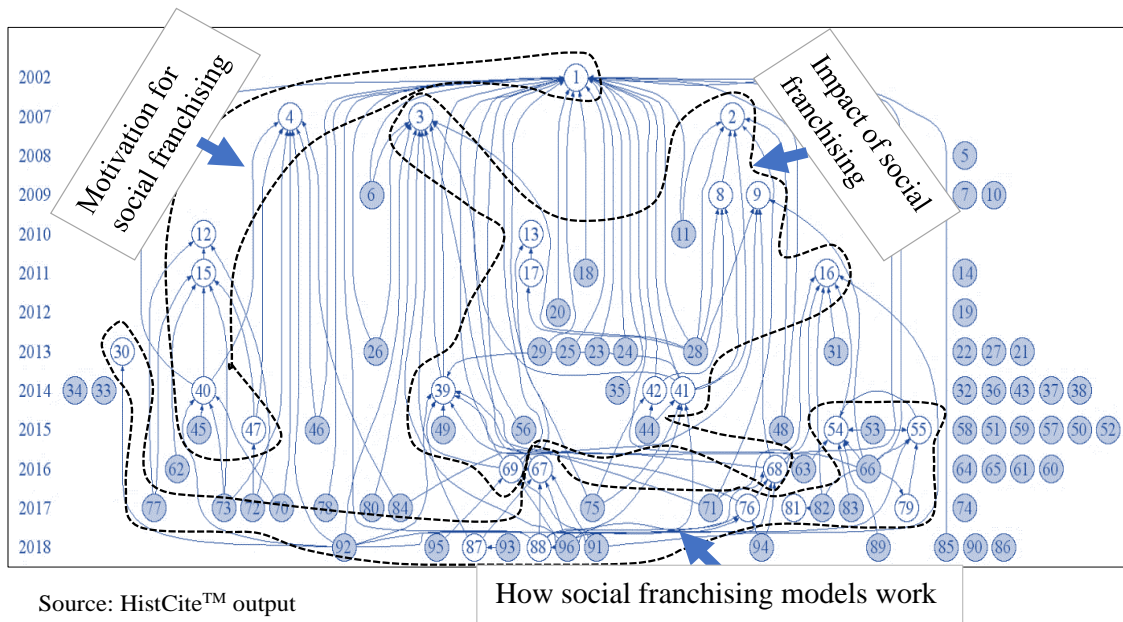 Motivation for
social franchising
Impact of social
franchising
2002 1
2007 4 3 2
2008 5
2009 6 8 9 7 10
2010 12 13 11
2011 15 17 18 16 14
2012 20 19
2013 30 26 29 25 23 24 28 31 22 27 21
2014 34 33 40 39 35 42 41 32 36 43 37 38
2015 45 47 46 49 56 44 48 54 53 55 58 51 59 57 50 52
2016 62 69 67 68 63 66 64 65 61 60
2017 77 73 72 78 80 84 75 71 76 81 82 83 79 74
2018 92 95 87 93 88 96 91 94 89 85 90 86
How social franchising models work
Source: HistCite™ output